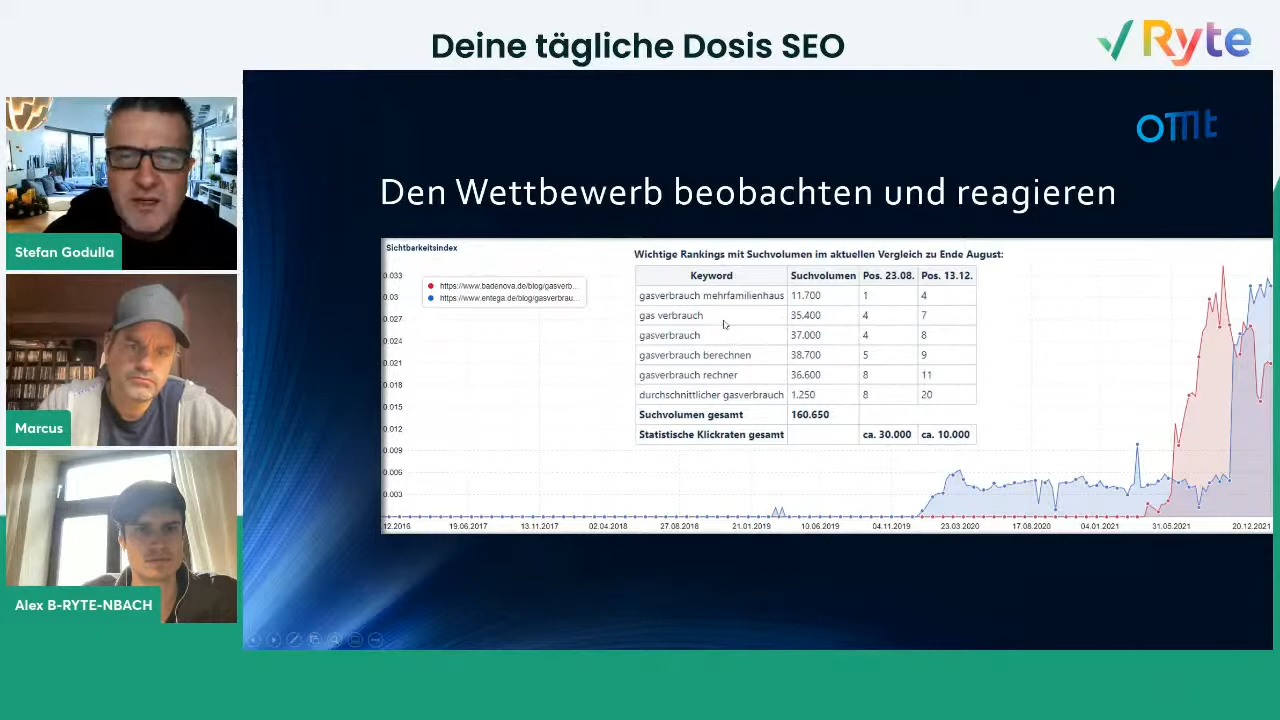 Deine tägliche Dosis SEO
Ryte
Stefan Godulla
Marcus
Alex B-RYTE-NBACH
omt
Den Wettbewerb beobachten und reagieren
Sichtbarkeitsindex
https://www.badenova.de/blog/gasverb...
https://www.entega.de/blog/gasverbrau...
Wichtige Rankings mit Suchvolumen im aktuellen Vergleich zu Ende August:
Keyword Suchvolumen Pos. 23.08. Pos. 13.12.
gasverbrauch mehrfamilienhaus 11.700 1 4
gas verbrauch 35.400 4 7
gasverbrauch 37.000 4 8
gasverbrauch berechnen 38.700 5 9
gasverbrauch rechner 36.600 8 11
durchschnittlicher gasverbrauch 1.250 8 20
Suchvolumen gesamt 160.650
Statistische Klickraten gesamt ca. 30.000 ca. 10.000
0.033
0.03
0.027
0.024
0.021
0.018
0.015
0.012
0.009
0.006
0.003
.12.2016 19.06.2017 13.11.2017 02.04.2018 27.08.2018 21.01.2019 10.06.2019 04.11.2019 23.03.2020 17.08.2020 04.01.2021 31.05.2021 20.12.2021